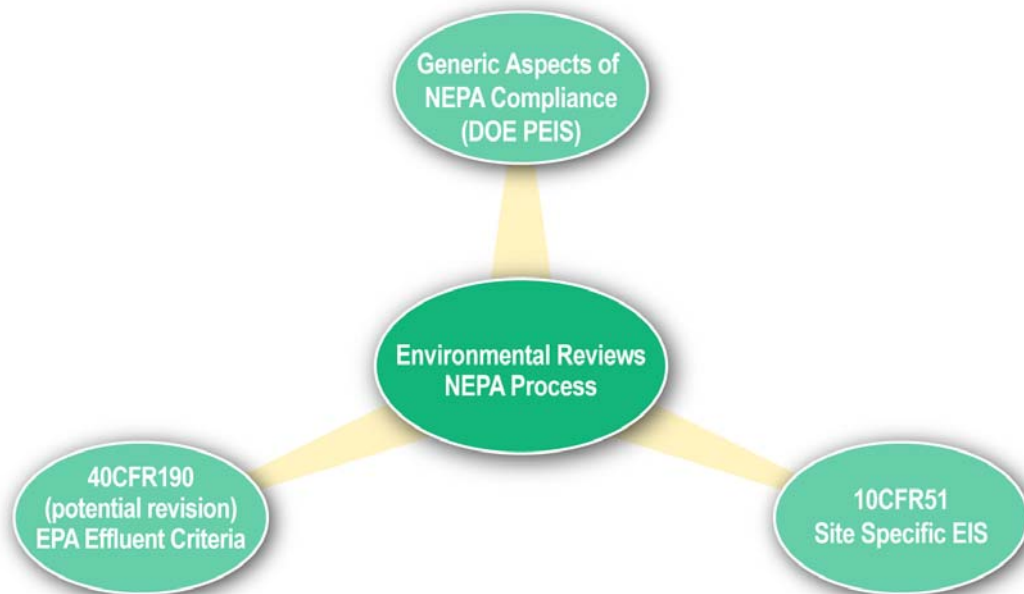 Generic Aspects of
NEPA Compliance
(DOE PEIS)
Environmental Reviews
NEPA Process
40CFR190
(potential revision)
EPA Effluent Criteria
10CFR51
Site Specific EIS